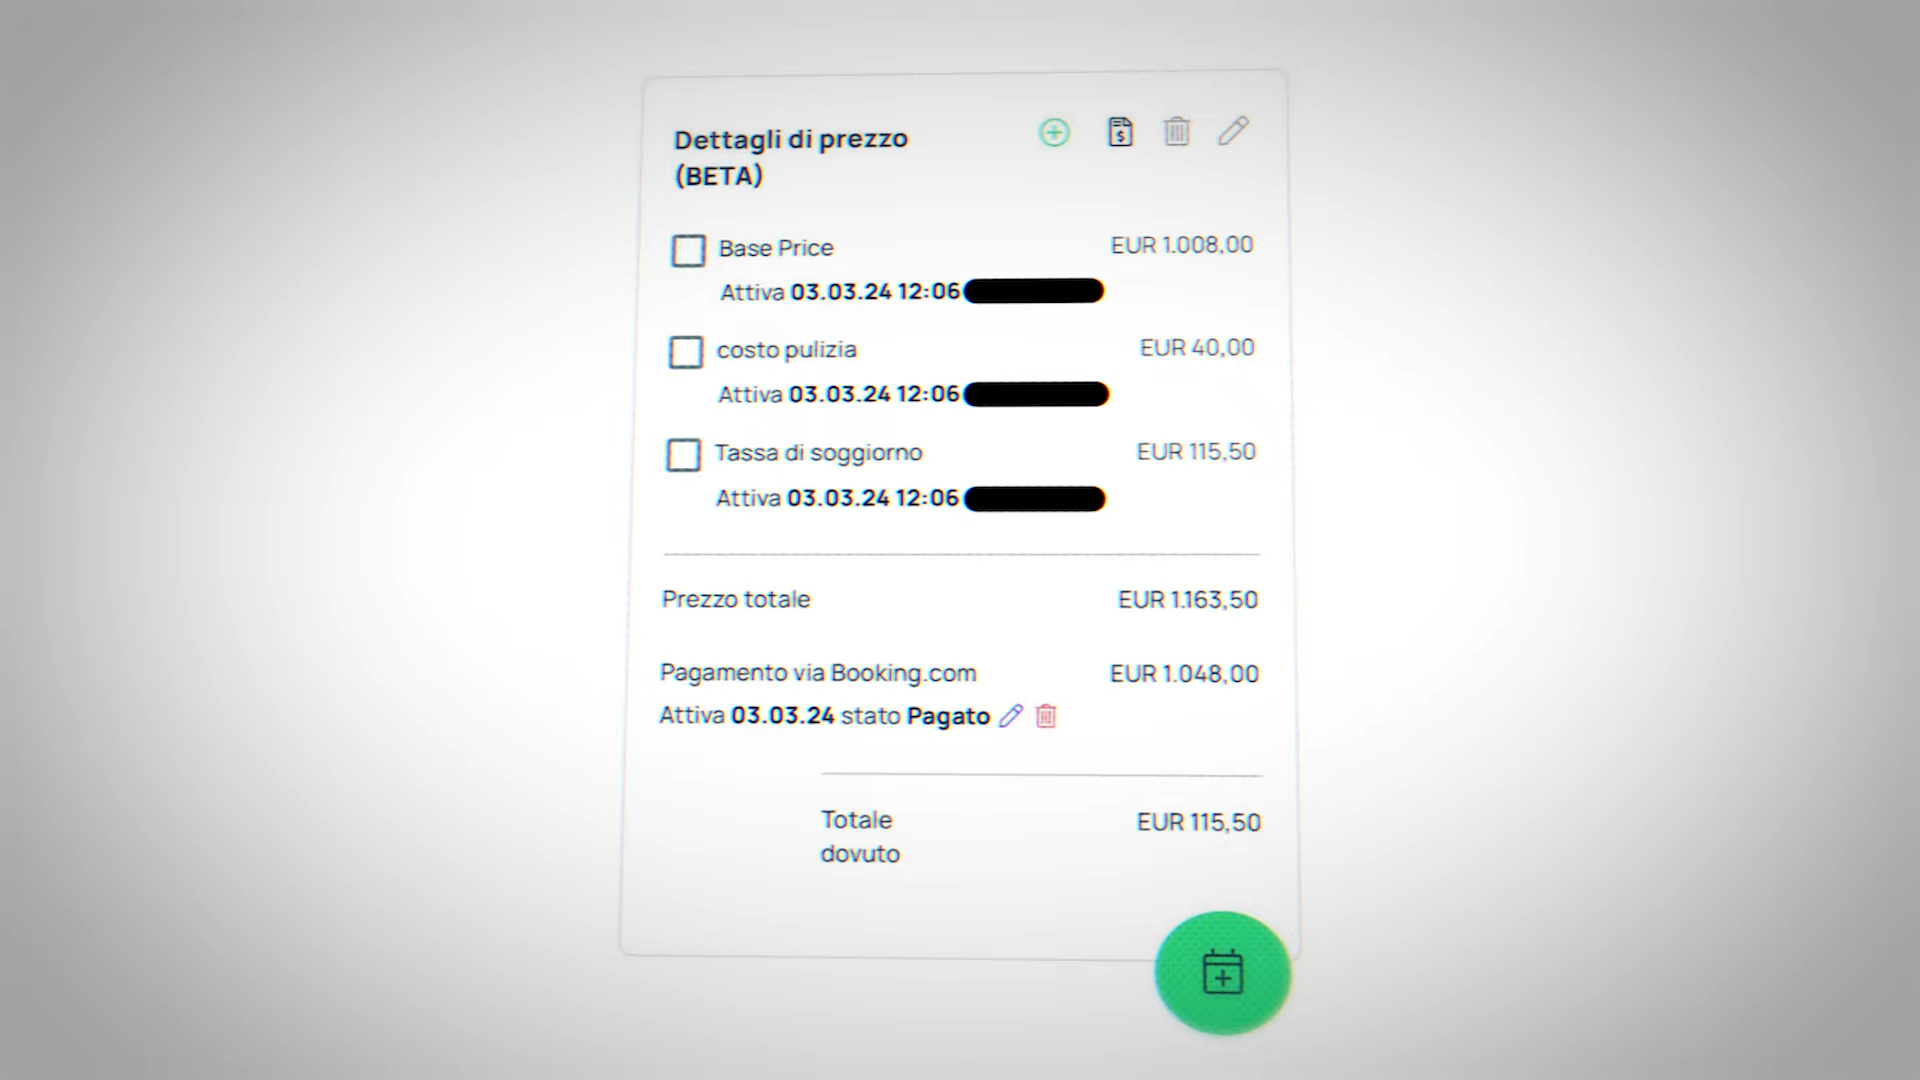 Dettagli di prezzo
(BETA)
Base Price EUR 1.008,00
Attiva 03.03.24 12:06
costo pulizia EUR 40,00
Attiva 03.03.24 12:06
Tassa di soggiorno EUR 115,50
Attiva 03.03.24 12:06
Prezzo totale EUR 1.163,50
Pagamento via Booking.com EUR 1.048,00
Attiva 03.03.24 stato Pagato
Totale EUR 115,50
dovuto